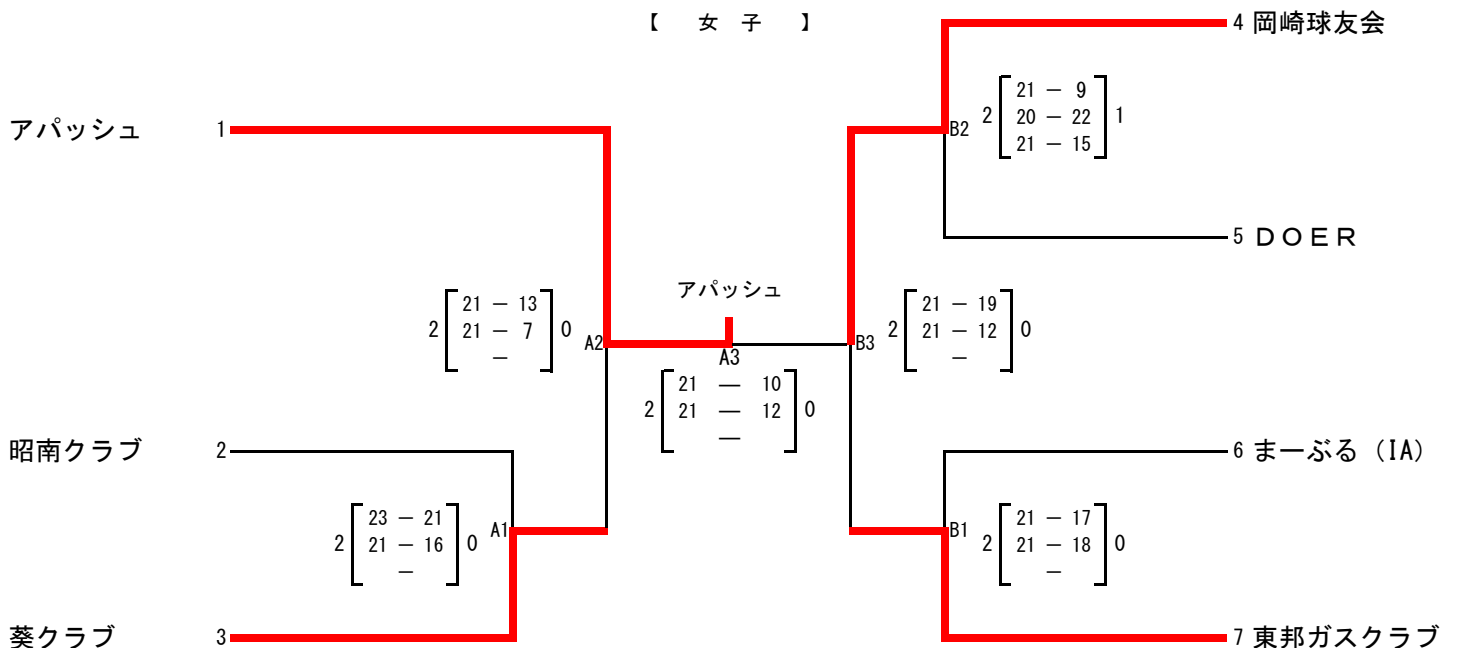 【 女 子 】
4 岡崎球友会
2 21 － 9 1
20 － 22
21 － 15
B2
アパッシュ 1
5 ＤＯＥＲ
アパッシュ
2 21 － 13 0
21 － 7
－
A2
B3
2 21 － 19 0
21 － 12
－
A3
2 21 － 10 0
21 － 12
－
昭南クラブ 2
6 まーぶる（IA）
2 23 － 21 0
21 － 16
－
A1
B1
2 21 － 17 0
21 － 18
－
葵クラブ 3
7 東邦ガスクラブ